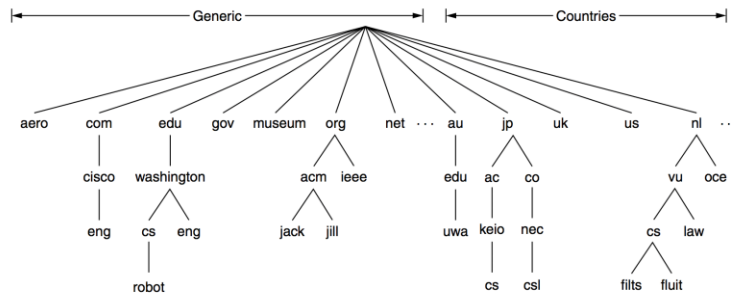 Generic Countries
aero com edu gov museum org net ··· au jp uk us nl ··
cisco washington acm ieee edu ac co vu oce
eng cs eng jack jill uwa keio nec cs law
robot cs csl filts fluit